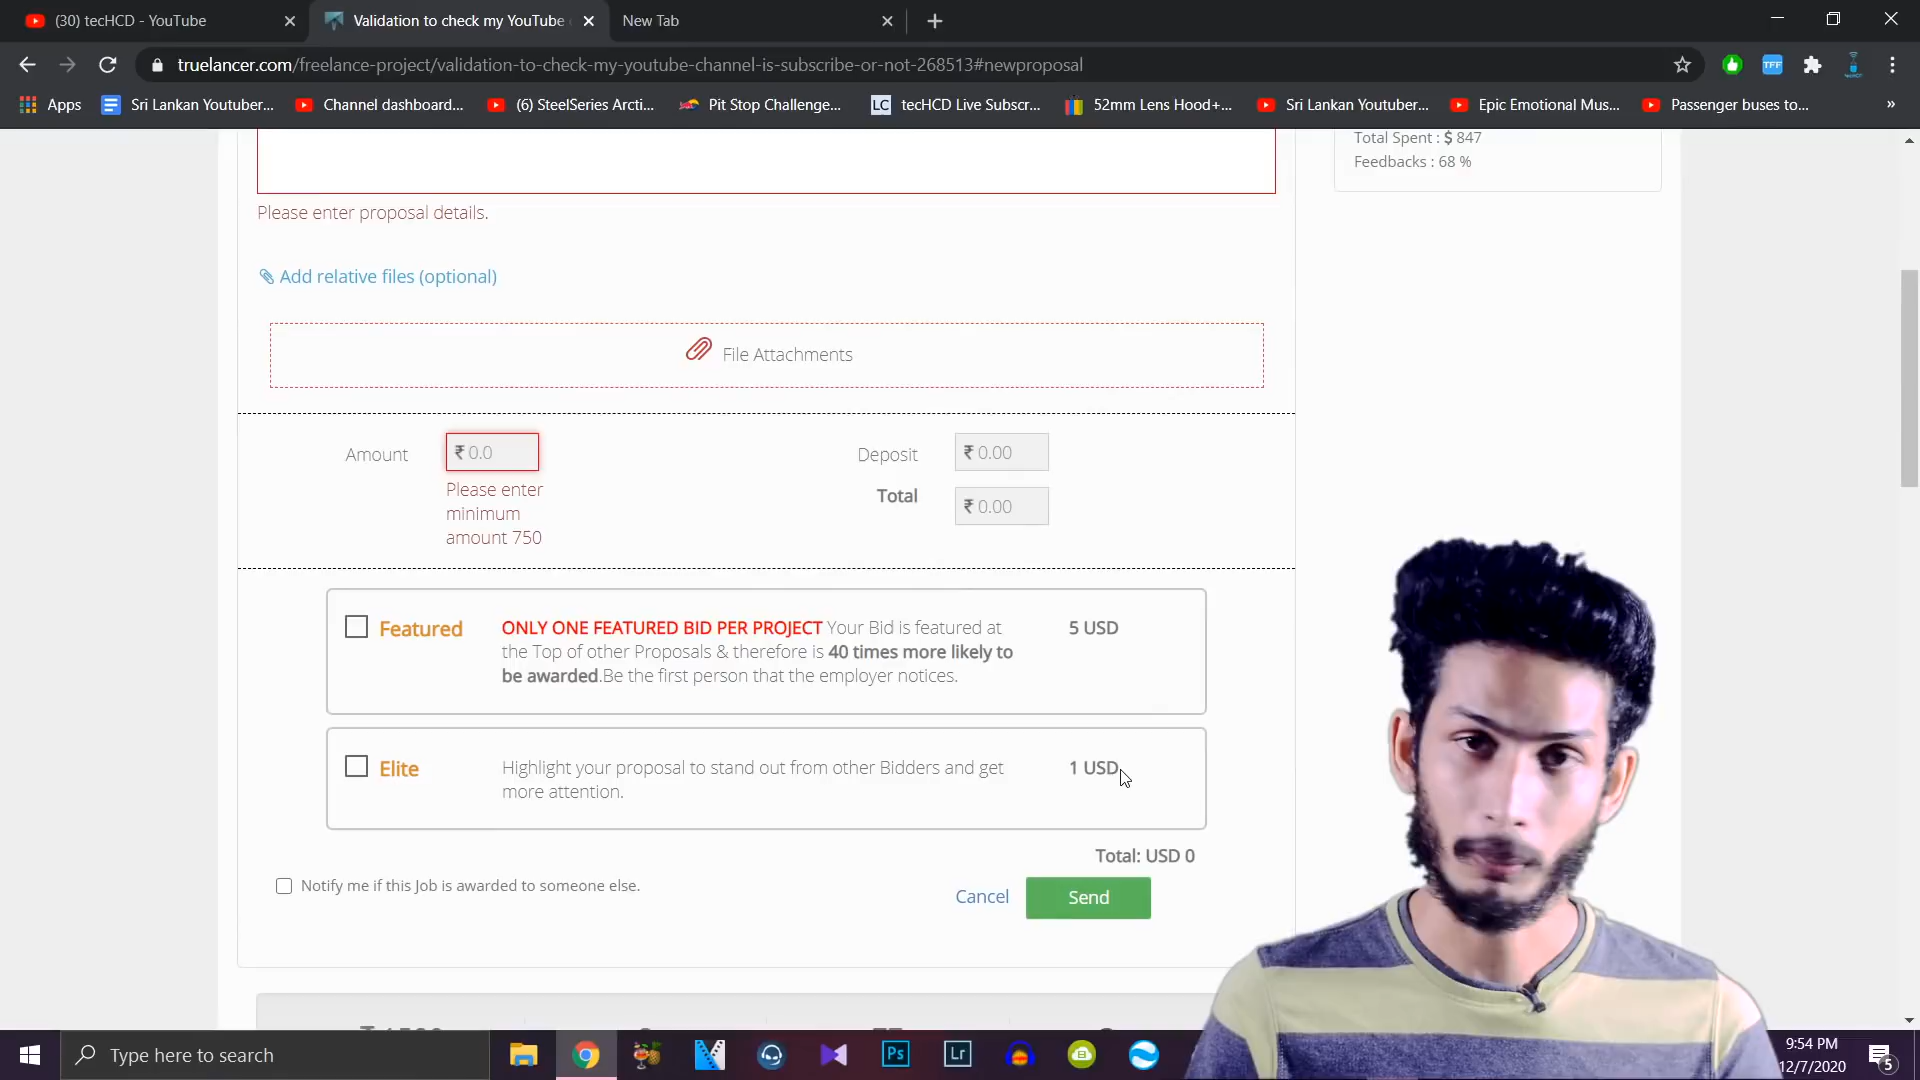 (30) tecHCD - YouTube
Validation to check my YouTube
New Tab
truelancer.com/freelance-project/validation-to-check-my-youtube-channel-is-subscribe-or-not-268513#newproposal
Apps
Sri Lankan Youtuber...
Channel dashboard...
(6) SteelSeries Arcti...
Pit Stop Challenge...
LC
tecHCD Live Subscr...
52mm Lens Hood+...
Sri Lankan Youtuber...
Epic Emotional Mus...
Passenger buses to...
»
TFF
Total Spent : $ 847
Feedbacks : 68 %
Please enter proposal details.
Add relative files (optional)
File Attachments
Amount
₹ 0.0
Please enter
minimum
amount 750
Deposit
₹ 0.00
Total
₹ 0.00
Featured
ONLY ONE FEATURED BID PER PROJECT Your Bid is featured at
the Top of other Proposals & therefore is 40 times more likely to
be awarded.Be the first person that the employer notices.
5 USD
Elite
Highlight your proposal to stand out from other Bidders and get
more attention.
1 USD
Total: USD 0
Notify me if this Job is awarded to someone else.
Cancel
Send
Type here to search
Ps
Lr
9:54 PM
12/7/2020
5